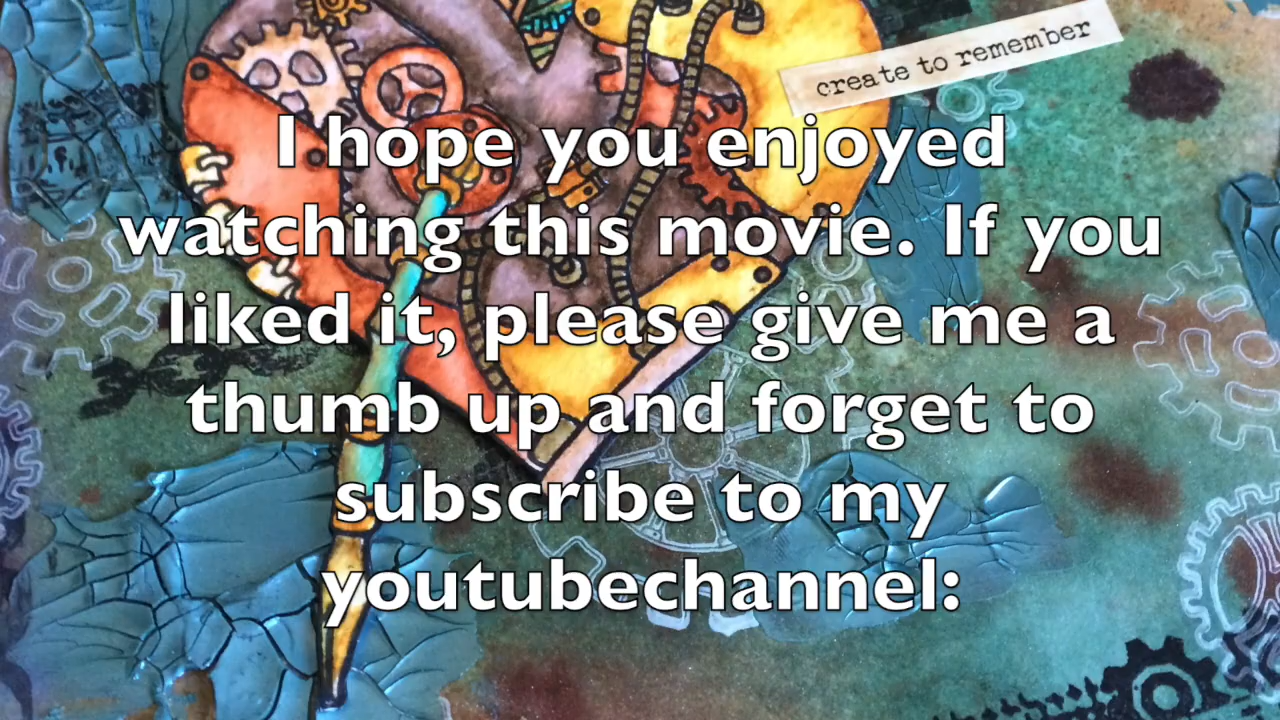 create to remember
I hope you enjoyed
watching this movie. If you
liked it, please give me a
thumb up and forget to
subscribe to my
youtubechannel: